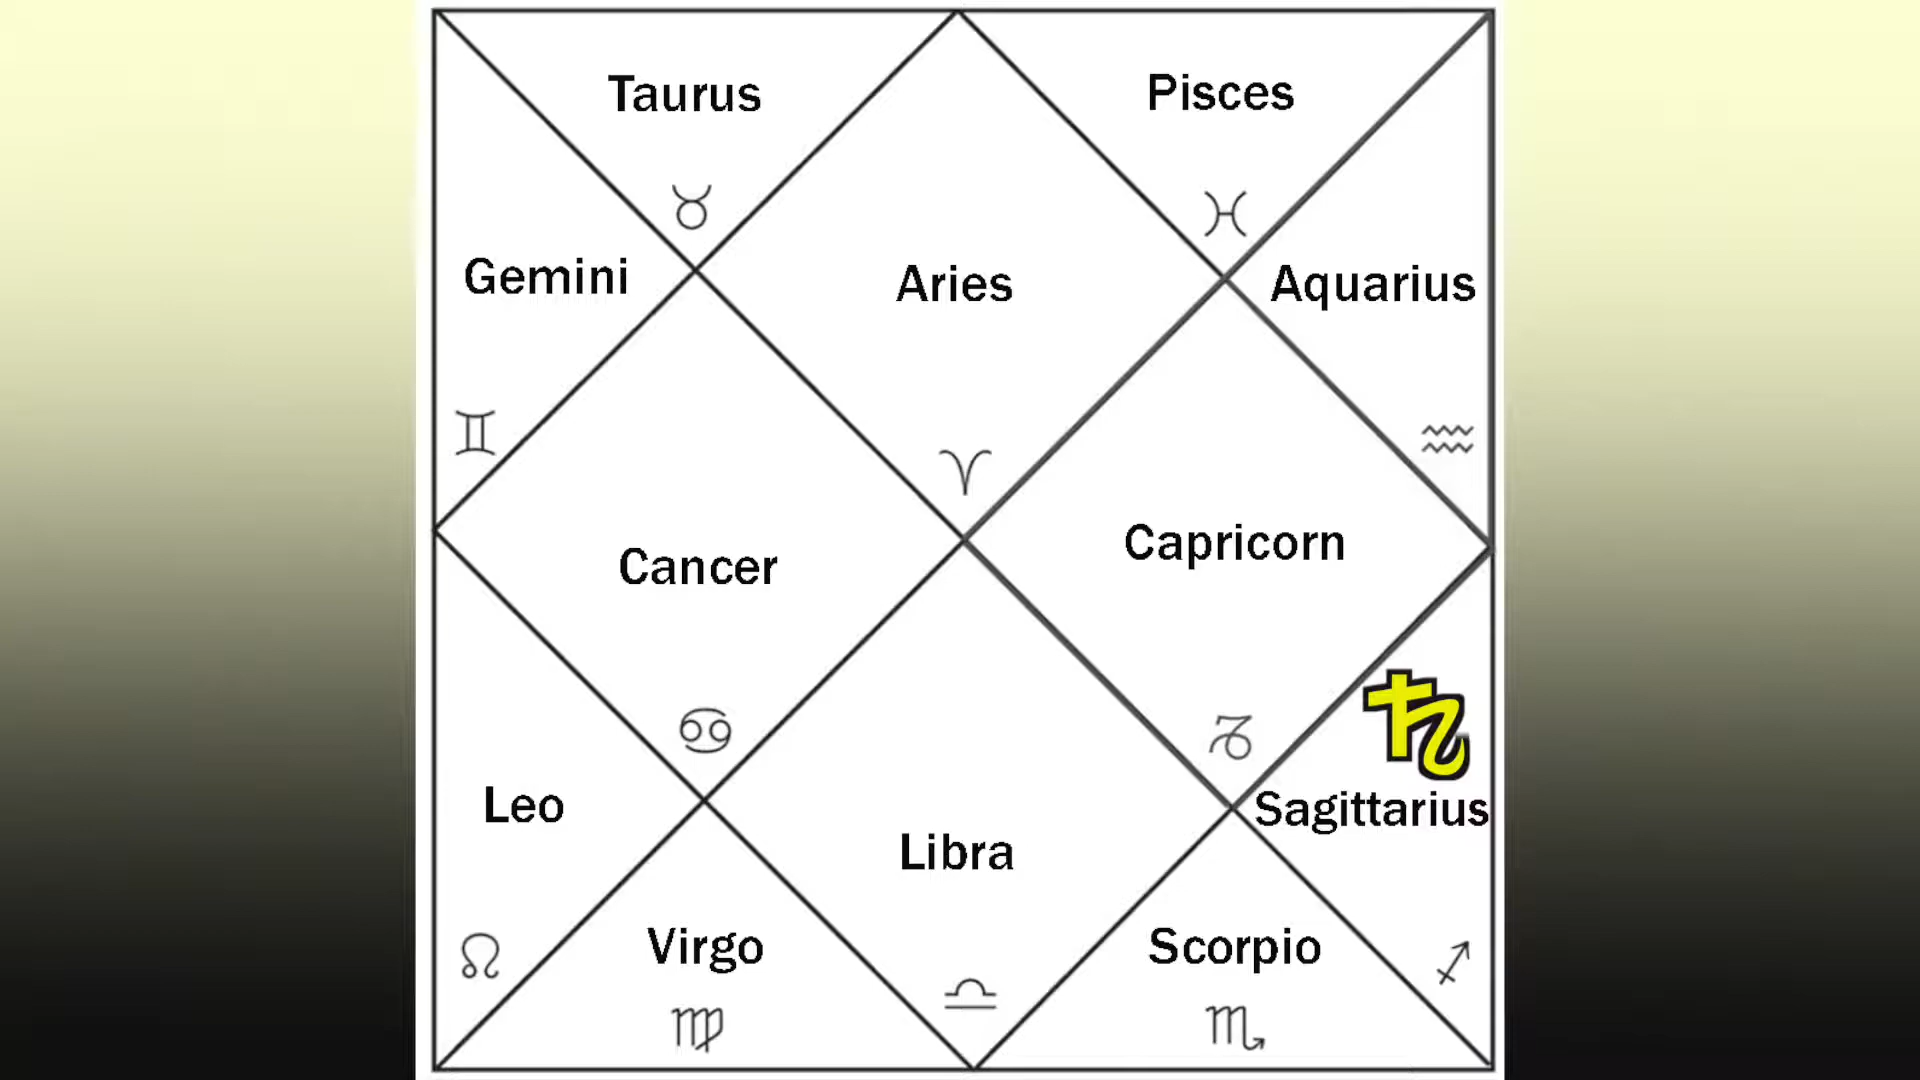 Taurus
Pisces
♉
♓
Gemini
Aries
Aquarius
♊
♈
♒
Cancer
Capricorn
♋
♑
♄
Leo
Libra
Sagittarius
Virgo
Scorpio
♌
♍
♎
♏
♐